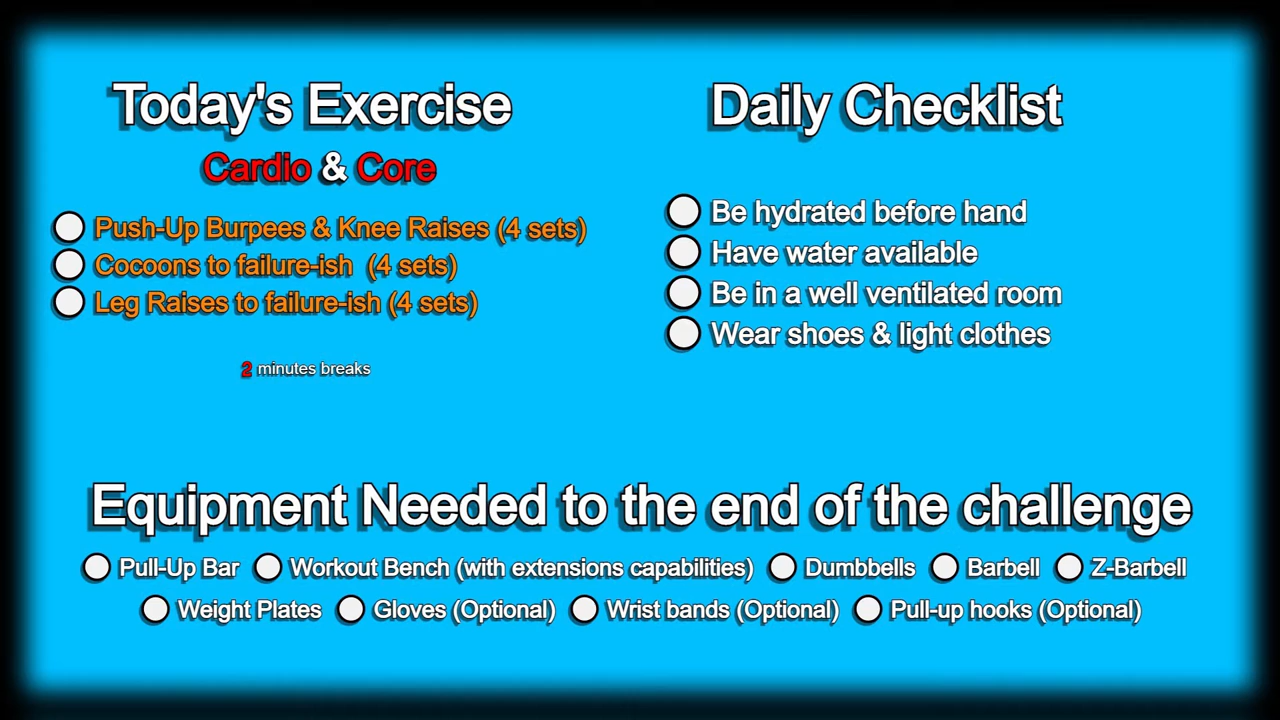 Today's Exercise
Cardio & Core
Push-Up Burpees & Knee Raises (4 sets)
Cocoons to failure-ish (4 sets)
Leg Raises to failure-ish (4 sets)
2 minutes breaks
Daily Checklist
Be hydrated before hand
Have water available
Be in a well ventilated room
Wear shoes & light clothes
Equipment Needed to the end of the challenge
Pull-Up Bar Workout Bench (with extensions capabilities) Dumbbells Barbell Z-Barbell
Weight Plates Gloves (Optional) Wrist bands (Optional) Pull-up hooks (Optional)